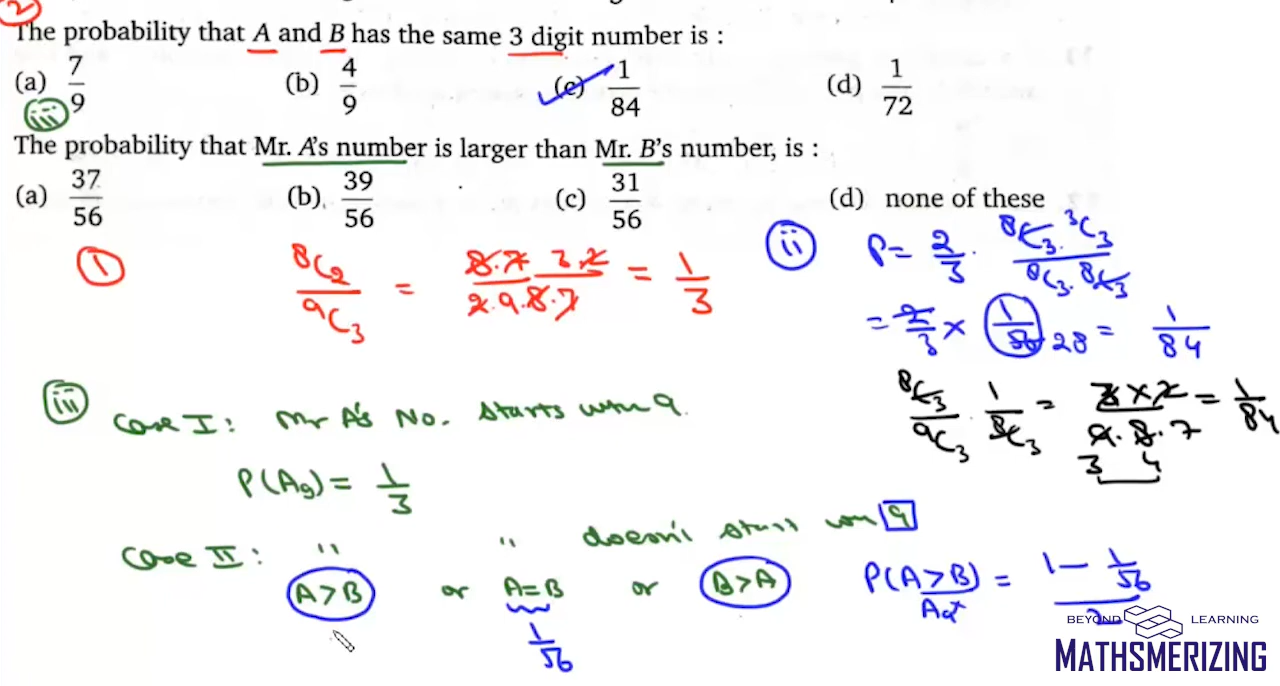 2
The probability that A and B has the same 3 digit number is :
(a) 7/9 (b) 4/9 (c) 1/84 (d) 1/72
iii
The probability that Mr. A's number is larger than Mr. B's number, is :
(a) 37/56 (b) 39/56 (c) 31/56 (d) none of these
1 ⁸C₂/⁹C₃ = 8·7/2 · 3·2/9·8·7 = 1/3
ii P = 2/3 · ⁸C₃·³C₃/⁸C₃·⁸C₃
= 2/3 × 1/56 28 = 1/84
⁸C₃/⁹C₃ · 1/⁸C₃ = 3×2/9·8·7 = 1/84
3 4
iii Case I: Mr A's No. starts with 9.
P(A₉) = 1/3
Case II: " " doesn't start with 9
A>B or A=B or B>A P(A>B)/A₉ˣ = 1 - 1/56 / 2
1/56
BEYOND LEARNING
MATHSMERIZING